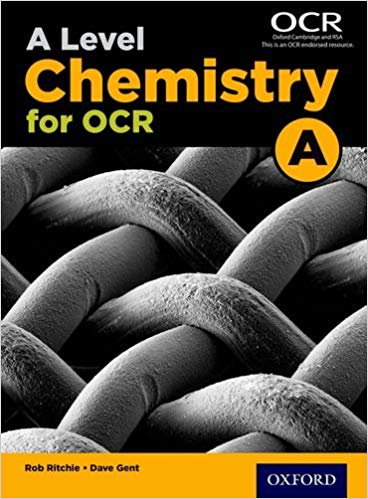 OCR
Oxford Cambridge and RSA
This is an OCR endorsed resource.
A Level
Chemistry
for OCR
A
Rob Ritchie • Dave Gent
OXFORD